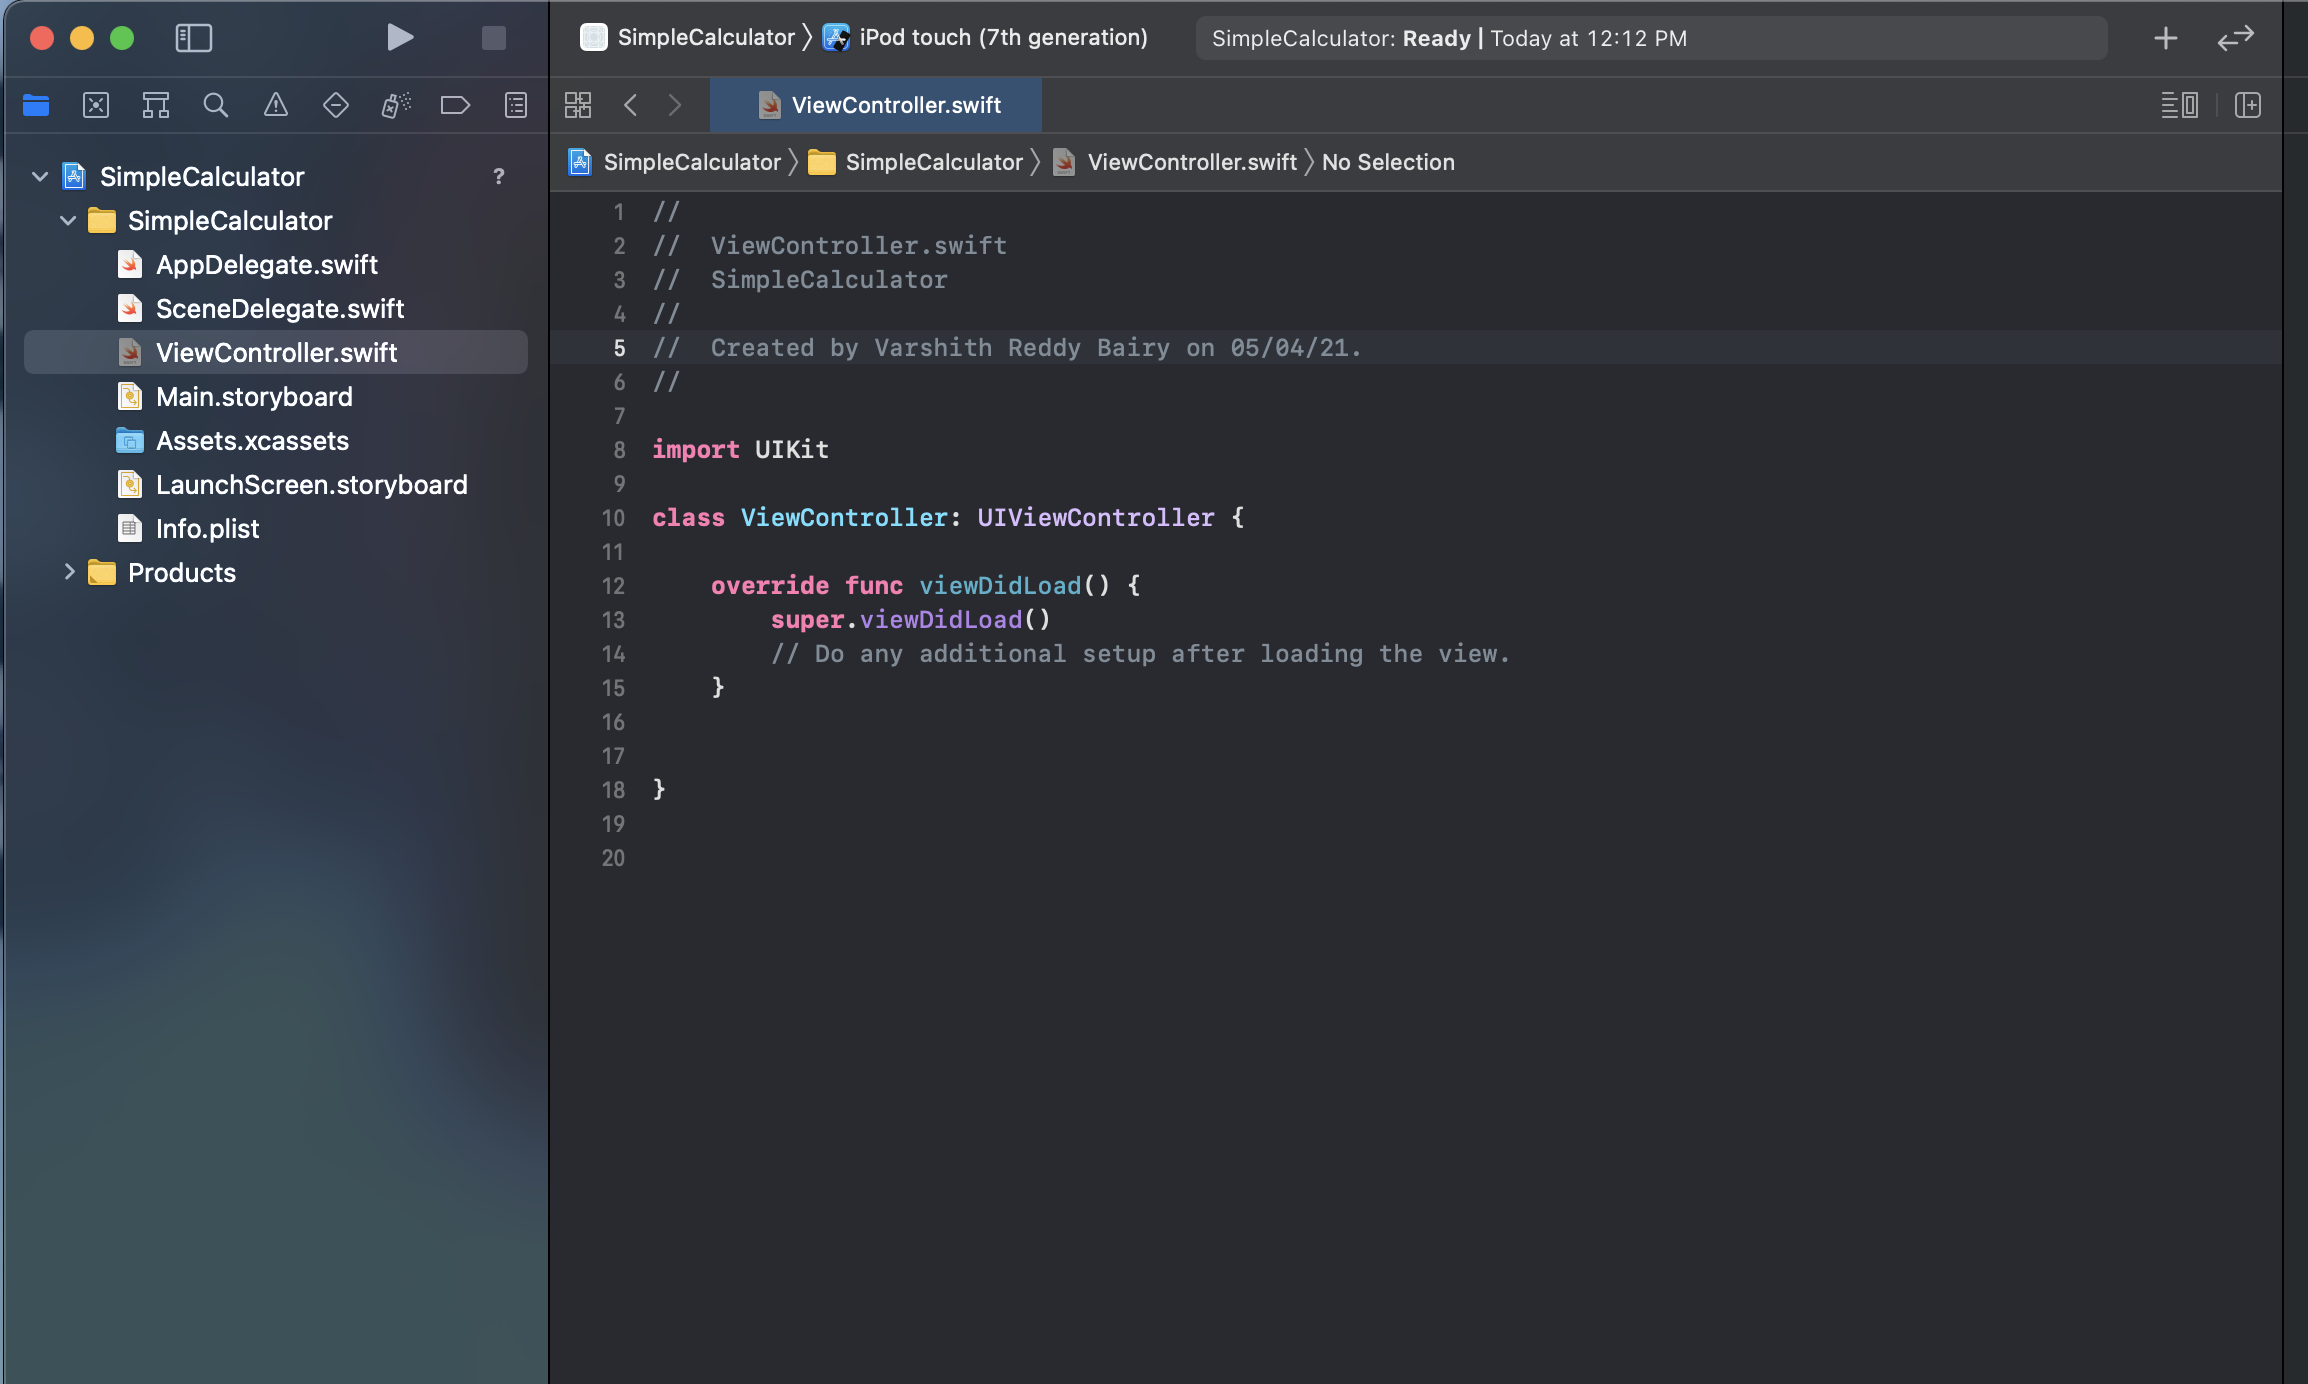 SimpleCalculator 〉 iPod touch (7th generation)
SimpleCalculator: Ready | Today at 12:12 PM
ViewController.swift
SimpleCalculator 〉 SimpleCalculator 〉 ViewController.swift 〉 No Selection
SimpleCalculator ?
SimpleCalculator
AppDelegate.swift
SceneDelegate.swift
ViewController.swift
Main.storyboard
Assets.xcassets
LaunchScreen.storyboard
Info.plist
Products
1 //
2 //  ViewController.swift
3 //  SimpleCalculator
4 //
5 //  Created by Varshith Reddy Bairy on 05/04/21.
6 //
7
8 import UIKit
9
10 class ViewController: UIViewController {
11
12     override func viewDidLoad() {
13         super.viewDidLoad()
14         // Do any additional setup after loading the view.
15     }
16
17
18 }
19
20